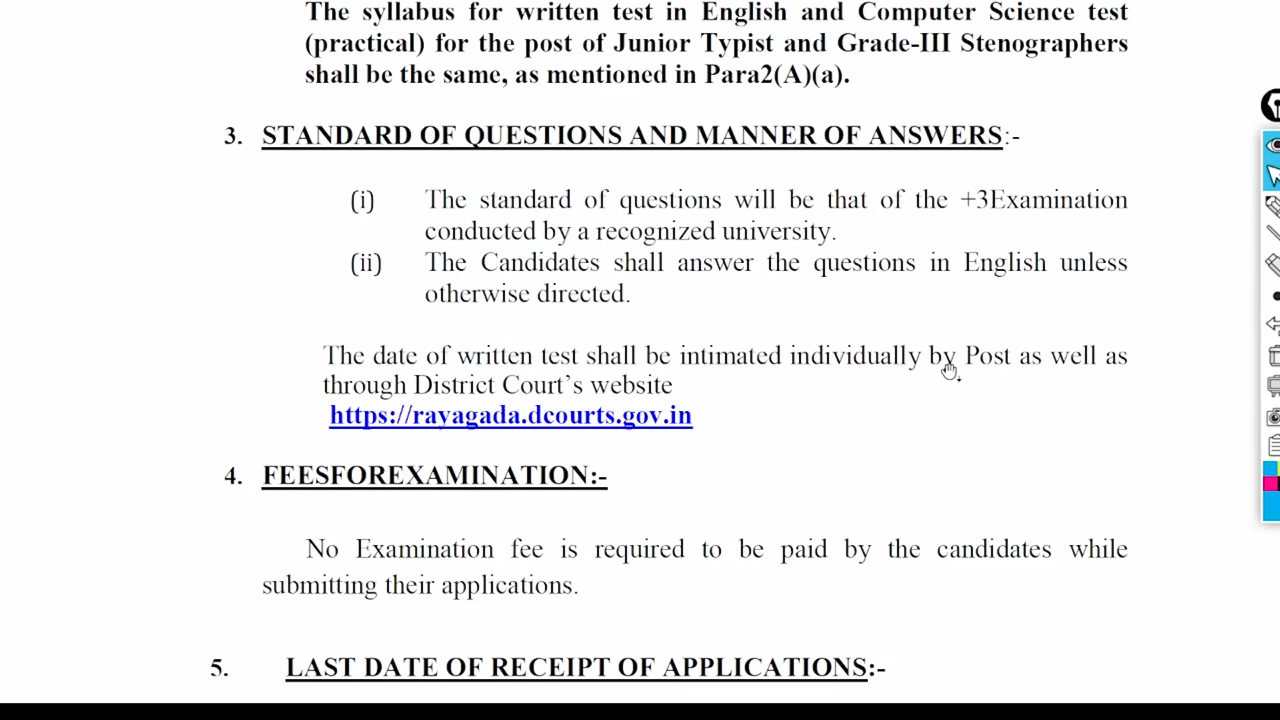 The syllabus for written test in English and Computer Science test
(practical) for the post of Junior Typist and Grade-III Stenographers
shall be the same, as mentioned in Para2(A)(a).
3. STANDARD OF QUESTIONS AND MANNER OF ANSWERS:-
(i) The standard of questions will be that of the +3Examination
conducted by a recognized university.
(ii) The Candidates shall answer the questions in English unless
otherwise directed.
The date of written test shall be intimated individually by Post as well as
through District Court’s website
https://rayagada.dcourts.gov.in
4. FEESFOREXAMINATION:-
No Examination fee is required to be paid by the candidates while
submitting their applications.
5. LAST DATE OF RECEIPT OF APPLICATIONS:-